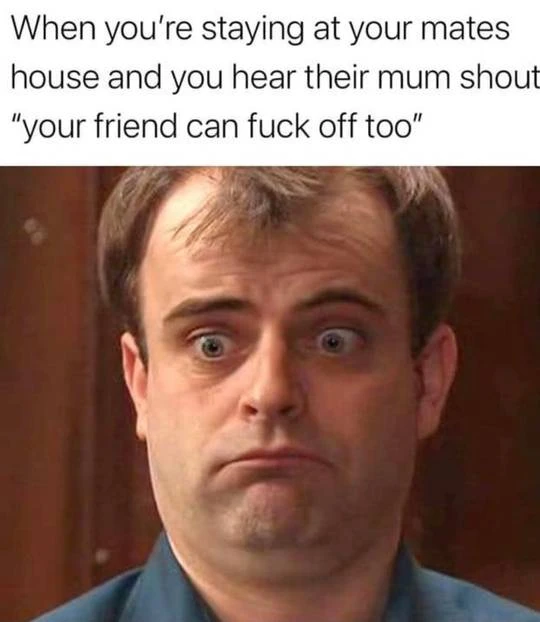 When you're staying at your mates
house and you hear their mum shout
"your friend can fuck off too"